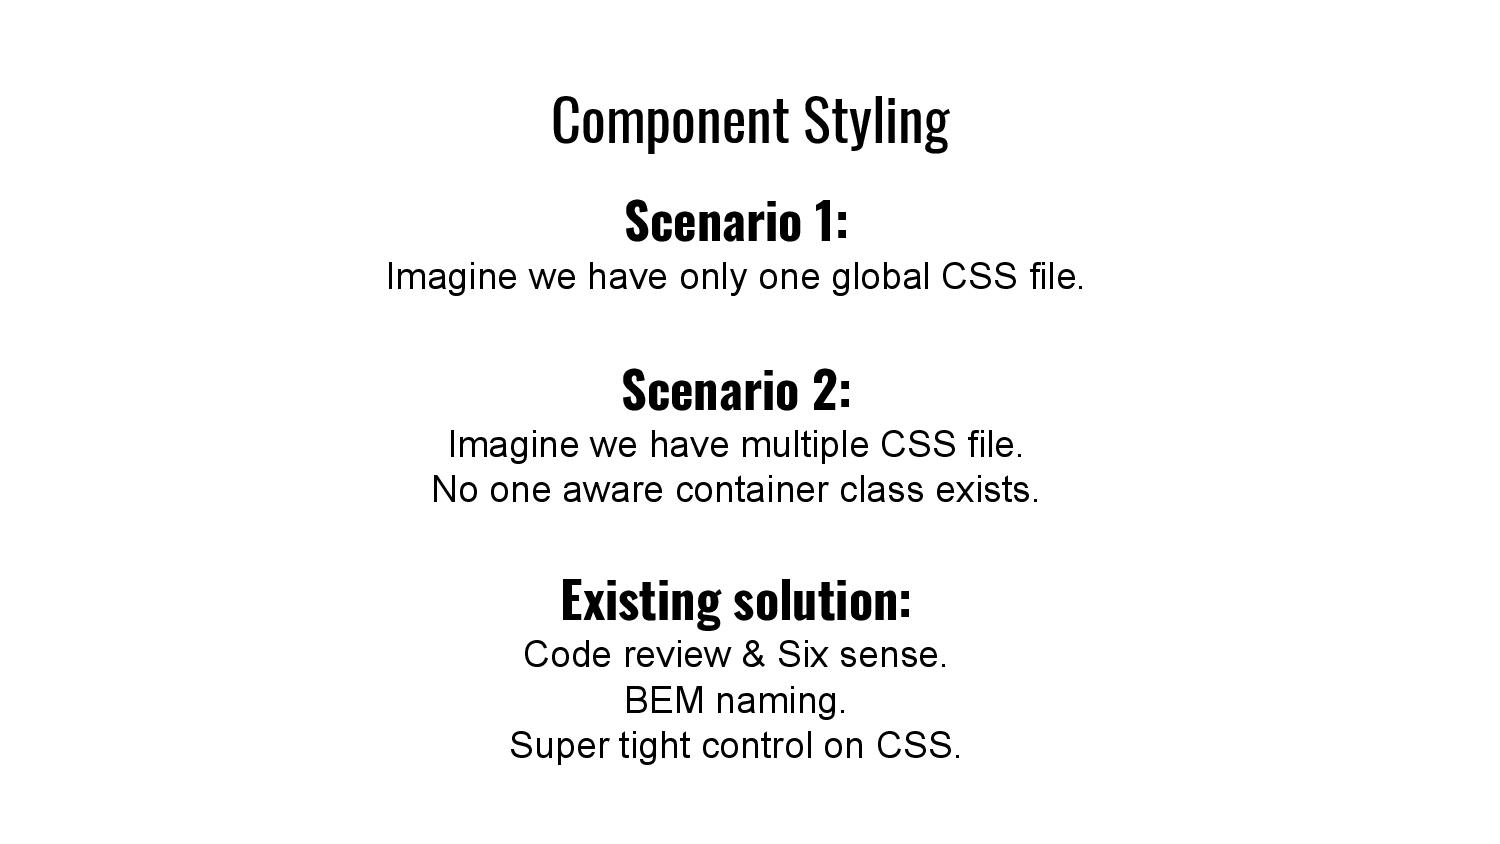 Component Styling
Scenario 1:
Imagine we have only one global CSS file.
Scenario 2:
Imagine we have multiple CSS file.
No one aware container class exists.
Existing solution:
Code review & Six sense.
BEM naming.
Super tight control on CSS.